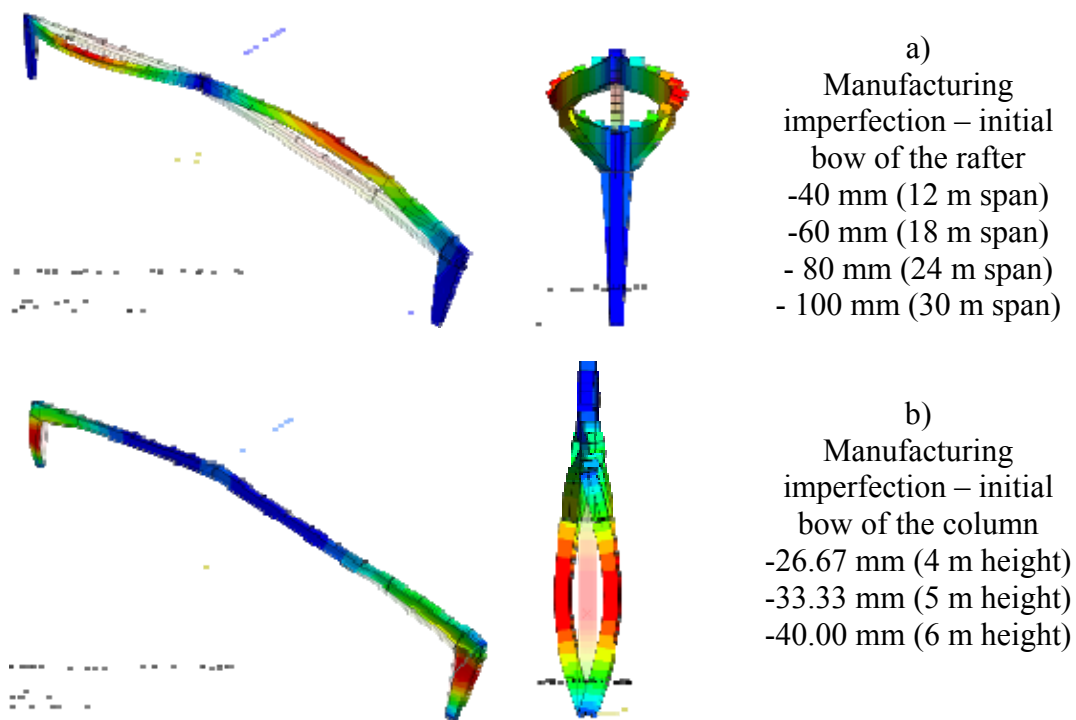 a)
Manufacturing
imperfection – initial
bow of the rafter
-40 mm (12 m span)
-60 mm (18 m span)
- 80 mm (24 m span)
- 100 mm (30 m span)
b)
Manufacturing
imperfection – initial
bow of the column
-26.67 mm (4 m height)
-33.33 mm (5 m height)
-40.00 mm (6 m height)